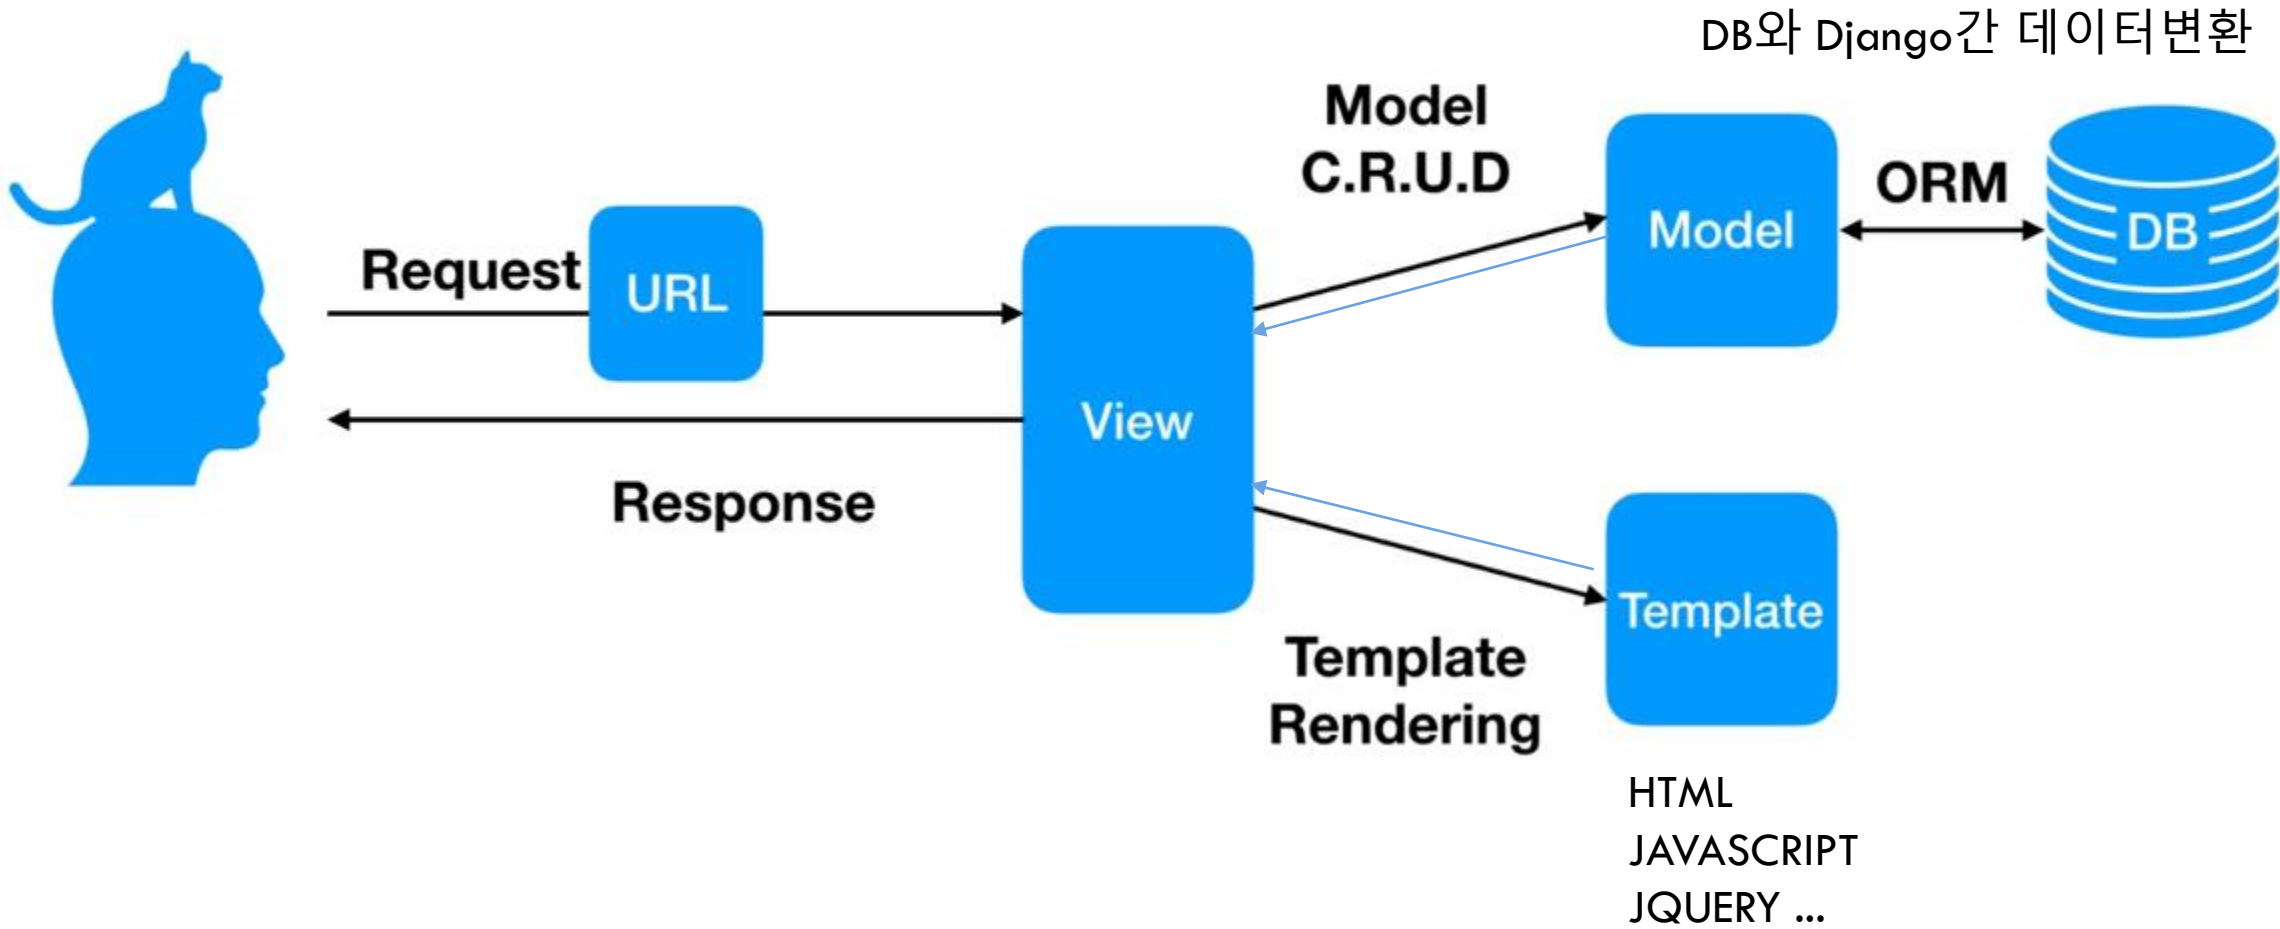 DB와 Django간 데이터변환
Model
C.R.U.D
Request
URL
Model
ORM
DB
View
Response
Template
Template
Rendering
HTML
JAVASCRIPT
JQUERY ...